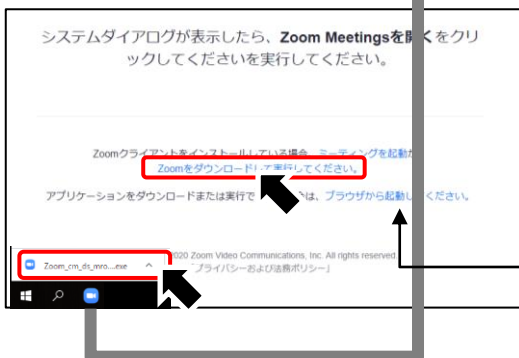 システムダイアログが表示したら、Zoom Meetingsを開くをクリ
ックしてくださいを実行してください。
Zoomクライアントをインストールしている場合、ミーティングを起動
Zoomをダウンロードして実行してください。
アプリケーションをダウンロードまたは実行で は、ブラウザから起動してください。
2020 Zoom Video Communications, Inc. All rights reserved.
「プライバシーおよび法務ポリシー」
Zoom_cm_ds_mro....exe